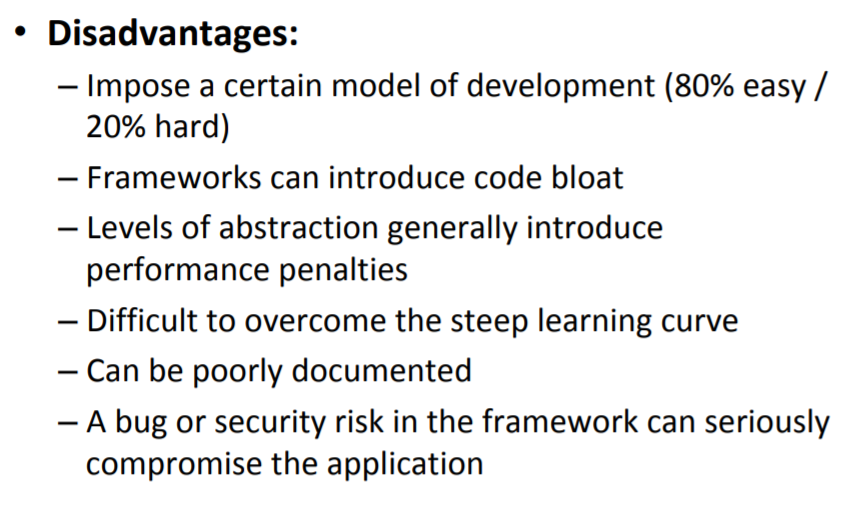 • Disadvantages:
– Impose a certain model of development (80% easy /
20% hard)
– Frameworks can introduce code bloat
– Levels of abstraction generally introduce
performance penalties
– Difficult to overcome the steep learning curve
– Can be poorly documented
– A bug or security risk in the framework can seriously
compromise the application